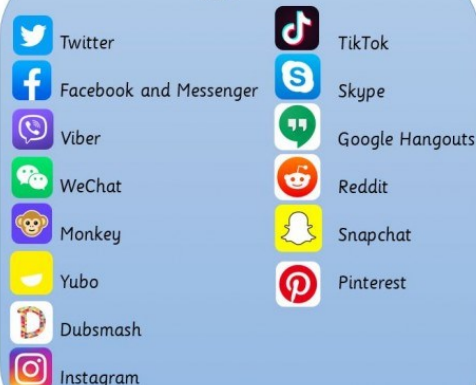 Twitter
Facebook and Messenger
Viber
WeChat
Monkey
Yubo
Dubsmash
Instagram
TikTok
Skype
Google Hangouts
Reddit
Snapchat
Pinterest